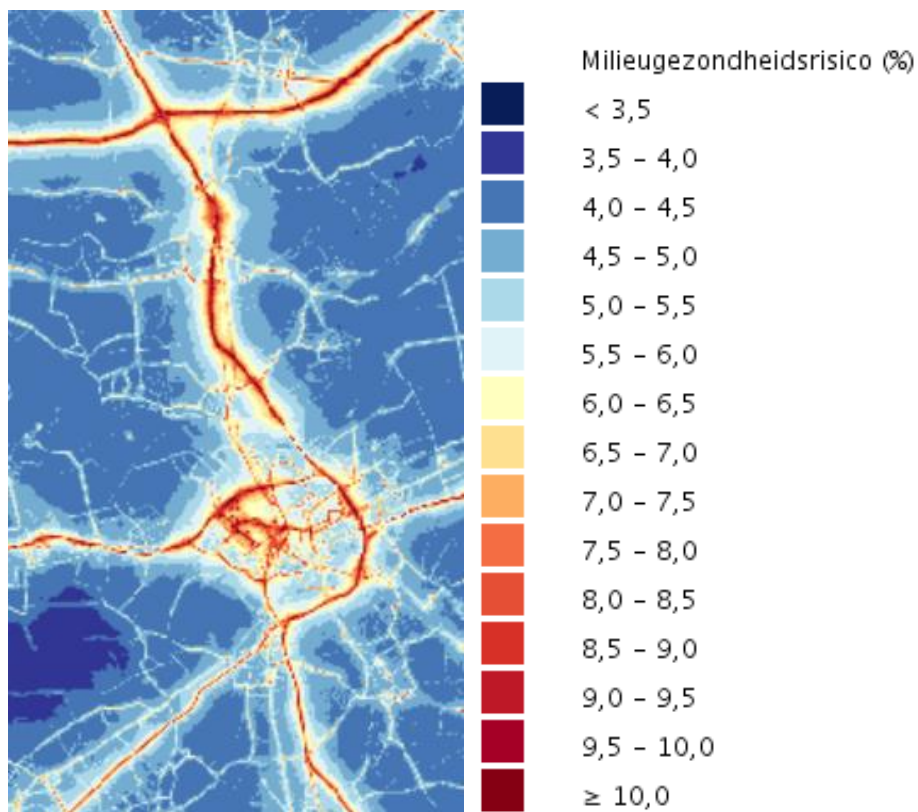 Milieugezondheidsrisico (%)
< 3,5
3,5 – 4,0
4,0 – 4,5
4,5 – 5,0
5,0 – 5,5
5,5 – 6,0
6,0 – 6,5
6,5 – 7,0
7,0 – 7,5
7,5 – 8,0
8,0 – 8,5
8,5 – 9,0
9,0 – 9,5
9,5 – 10,0
≥ 10,0